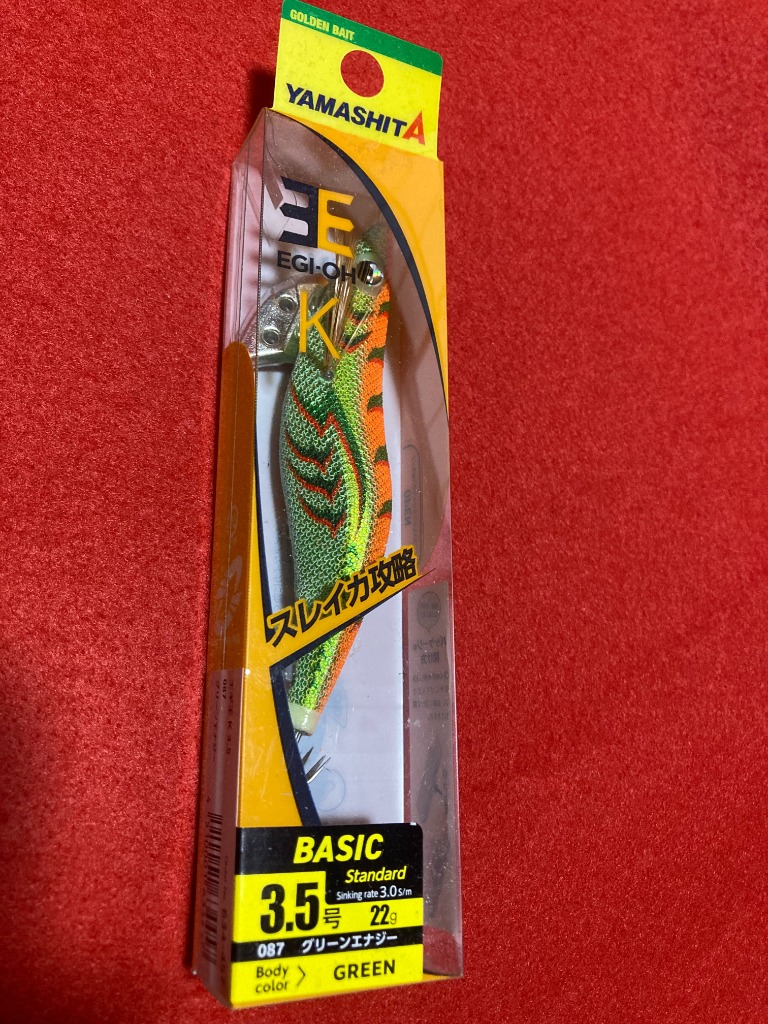 GOLDEN BAIT
YAMASHITA
EGI-OH
K
スレイカ攻略
BASIC
Standard
Sinking rate 3.0 s/m
3.5号 22g
087 グリーンエナジー
Body color > GREEN